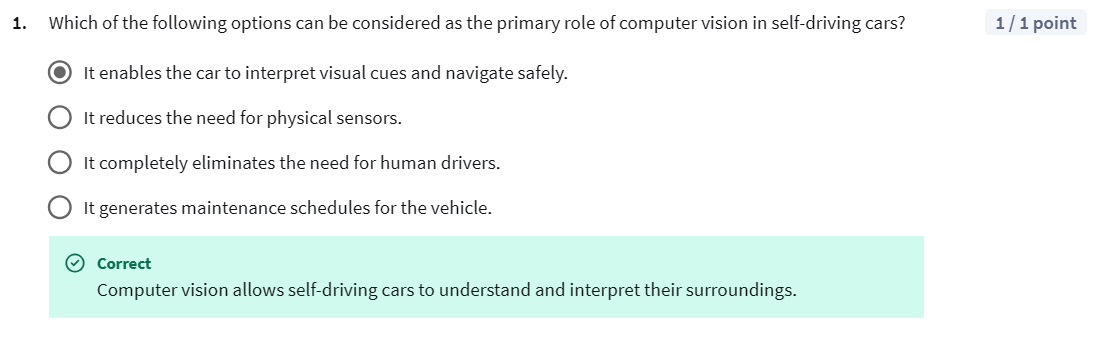 1. Which of the following options can be considered as the primary role of computer vision in self-driving cars?
1 / 1 point
It enables the car to interpret visual cues and navigate safely.
It reduces the need for physical sensors.
It completely eliminates the need for human drivers.
It generates maintenance schedules for the vehicle.
Correct
Computer vision allows self-driving cars to understand and interpret their surroundings.